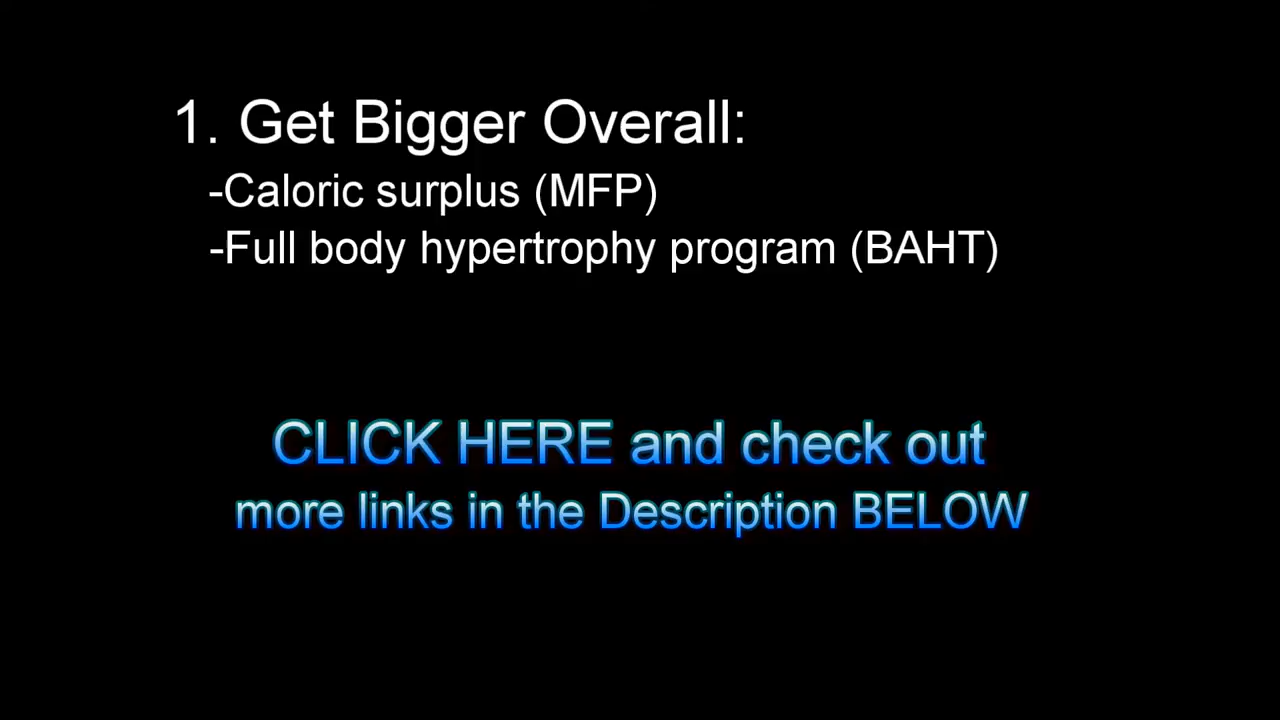 1. Get Bigger Overall:
-Caloric surplus (MFP)
-Full body hypertrophy program (BAHT)
CLICK HERE and check out
more links in the Description BELOW